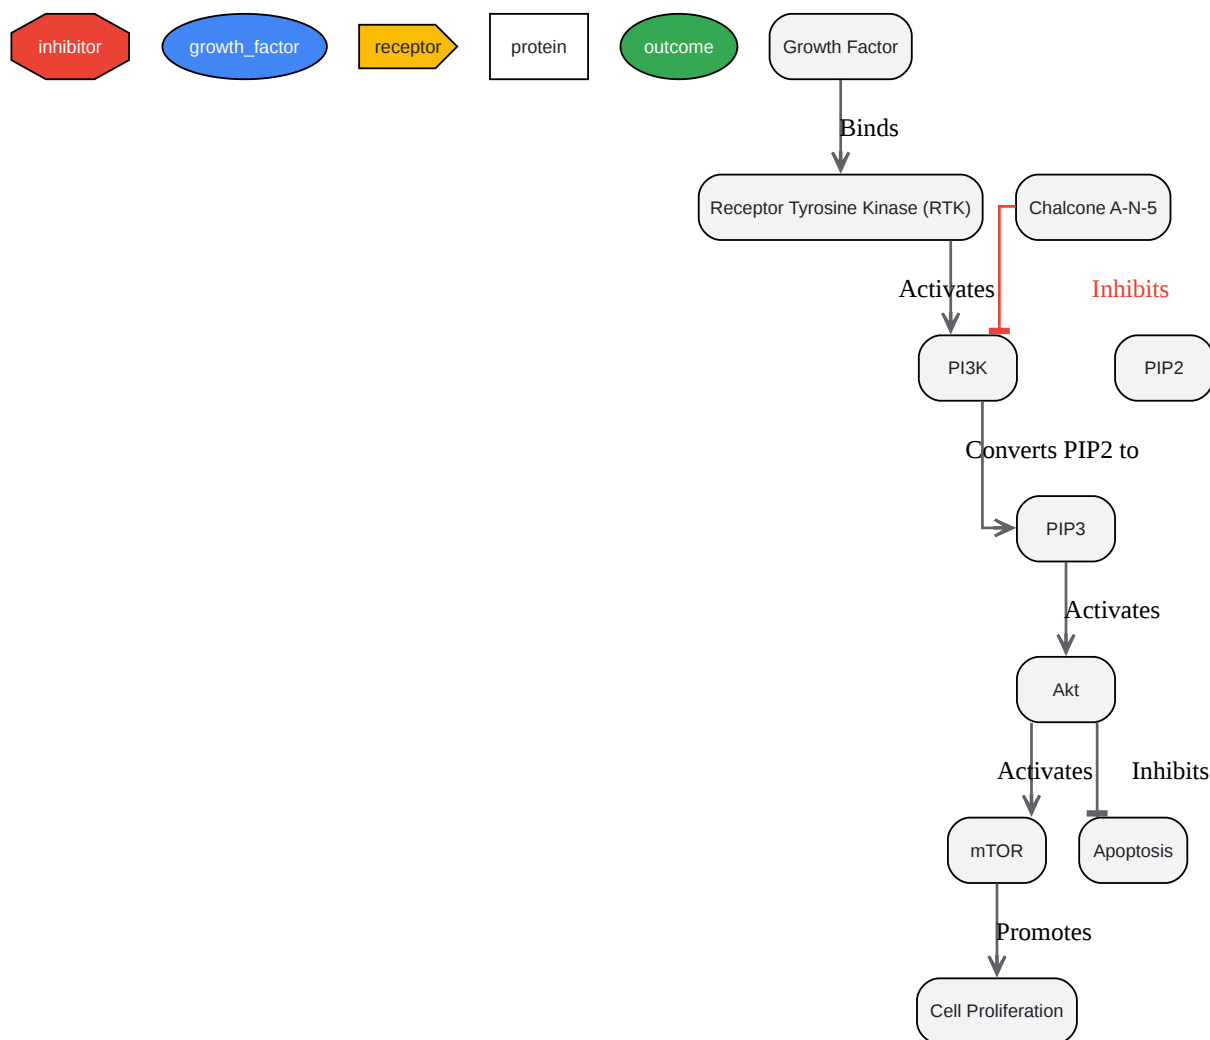 inhibitor
growth_factor
receptor
protein
outcome
Growth Factor
Binds
Receptor Tyrosine Kinase (RTK)
Chalcone A-N-5
Activates
Inhibits
PI3K
PIP2
Converts PIP2 to
PIP3
Activates
Akt
Activates
Inhibits
mTOR
Apoptosis
Promotes
Cell Proliferation